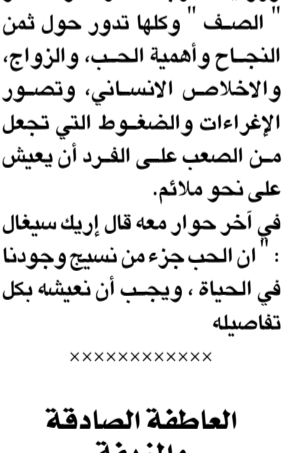 " الصف " وكلها تدور حول ثمن
النجاح وأهمية الحب، والزواج،
والاخلاص الانساني، وتصور
الإغراءات والضغوط التي تجعل
من الصعب على الفرد أن يعيش
على نحو ملائم.
في آخر حوار معه قال إريك سيغال
: " ان الحب جزء من نسيج وجودنا
في الحياة ، ويجب أن نعيشه بكل
تفاصيله
××××××××××××
العاطفة الصادقة